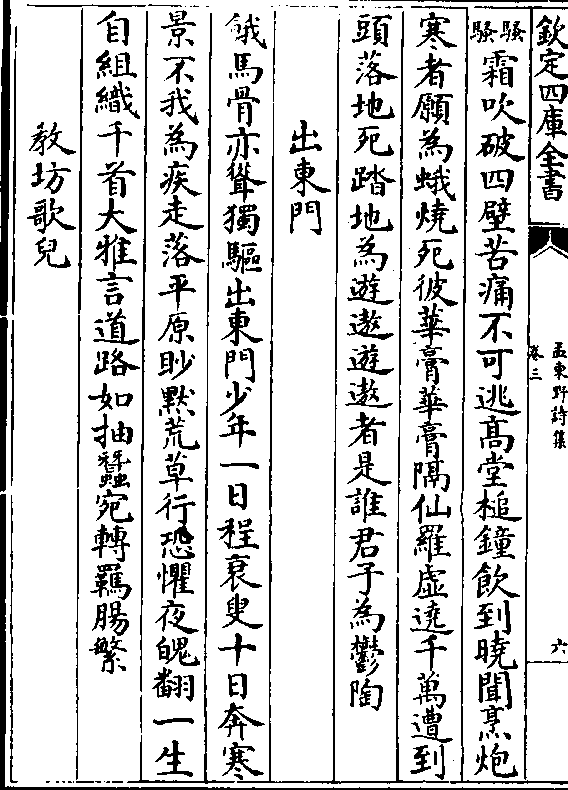 欽定四庫全書
孟東野詩集
卷三
六
騷騷霜吹破四壁苦痛不可逃高堂槌鐘飲到曉聞烹炮
寒者願為蛾燒死彼華膏華膏隔仙羅虛遶千萬遭到
頭落地死踏地為遊遨遊遨者是誰君子為鬱陶
出東門
餓馬骨亦聳獨驅出東門少年一日程衰叟十日奔寒
景不我為疾走落平原眇默荒草行恐懼夜魄翻一生
自組織千首大雅言道路如抽蠶宛轉羈腸繁
教坊歌兒